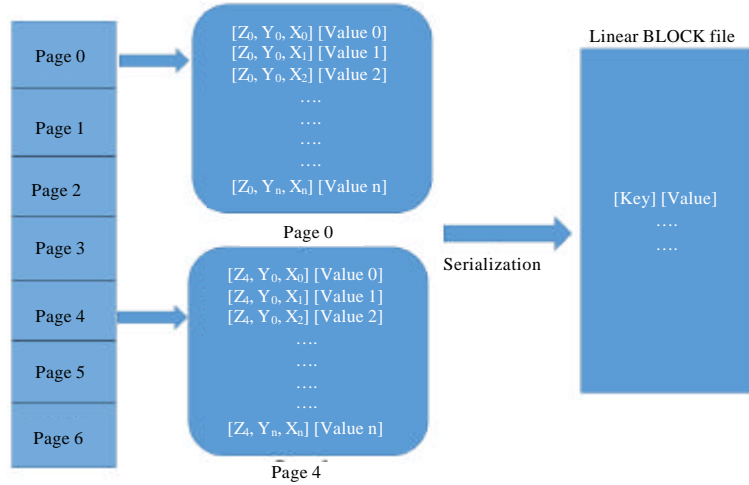 Page 0
Page 1
Page 2
Page 3
Page 4
Page 5
Page 6
[Z₀, Y₀, X₀] [Value 0]
[Z₀, Y₀, X₁] [Value 1]
[Z₀, Y₀, X₂] [Value 2]
....
....
....
....
[Z₀, Yₙ, Xₙ] [Value n]
Page 0
[Z₄, Y₀, X₀] [Value 0]
[Z₄, Y₀, X₁] [Value 1]
[Z₄, Y₀, X₂] [Value 2]
....
....
....
....
[Z₄, Yₙ, Xₙ] [Value n]
Page 4
Serialization
Linear BLOCK file
[Key] [Value]
....
....